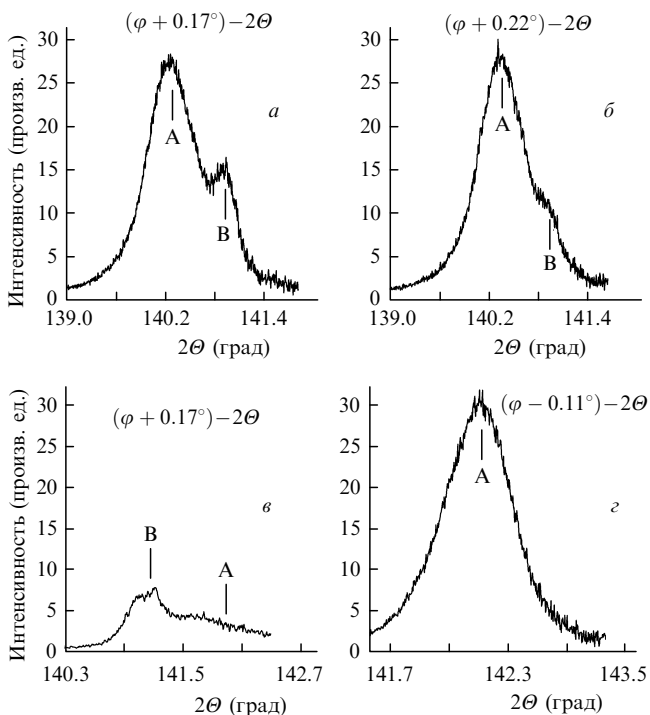 (φ + 0.17°)−2Θ
Интенсивность (произв. ед.)
30
25
20
15
10
5
0
A
B
а
139.0
140.2
141.4
2Θ (град)
(φ + 0.22°)−2Θ
30
25
20
15
10
5
0
A
B
б
139.0
140.2
141.4
2Θ (град)
(φ + 0.17°)−2Θ
Интенсивность (произв. ед.)
30
25
20
15
10
5
0
B
A
в
140.3
141.5
142.7
2Θ (град)
(φ − 0.11°)−2Θ
30
25
20
15
10
5
0
A
г
141.7
142.3
143.5
2Θ (град)